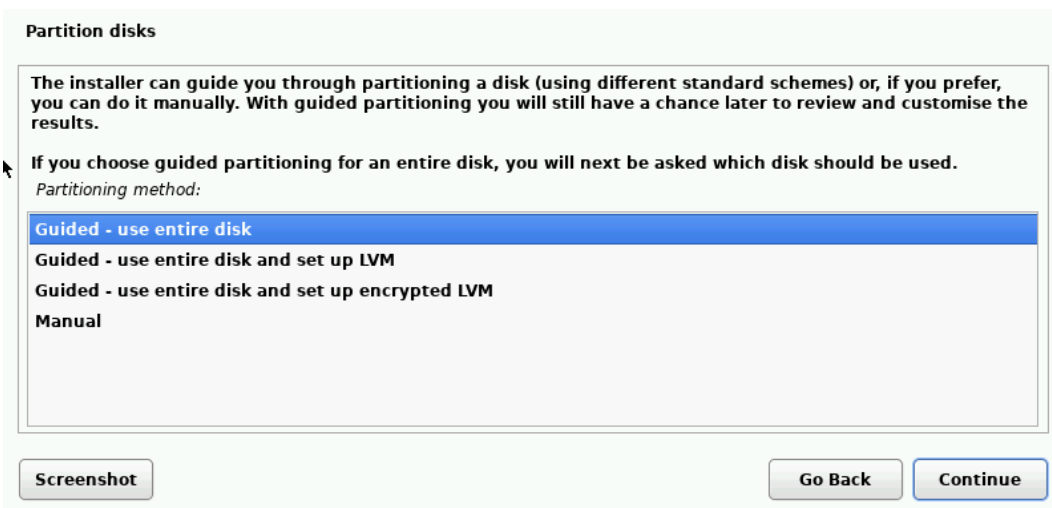 Partition disks
The installer can guide you through partitioning a disk (using different standard schemes) or, if you prefer,
you can do it manually. With guided partitioning you will still have a chance later to review and customise the
results.
If you choose guided partitioning for an entire disk, you will next be asked which disk should be used.
Partitioning method:
Guided - use entire disk
Guided - use entire disk and set up LVM
Guided - use entire disk and set up encrypted LVM
Manual
Screenshot
Go Back
Continue